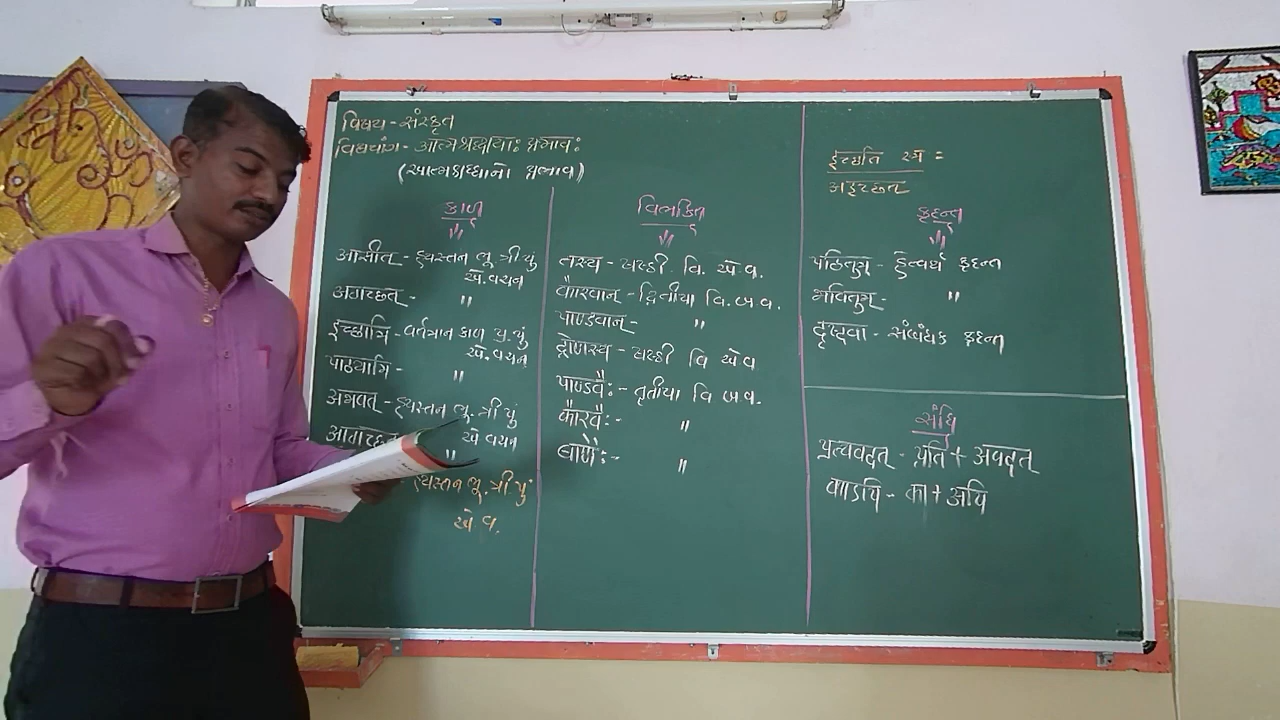 विषय - संस्कृत
विषयांग - आत्मश्रद्धायाः प्रभावः
(આત્મશ્રદ્ધાનો પ્રભાવ)
કાળ
आसीत् - હ્યસ્તન ભૂ. ત્રી. પુ
એ. વચન
अगच्छत् - "
इच्छामि - વર્તમાન કાળ પ્ર. પું
એ. વચન
पाठयामि - "
अभवत् - હ્યસ્તન ભૂ. ત્રી પું
એ વચન
"
હ્યસ્તન ભૂ. ત્રી. પું
એ વ.
વિભક્તિ
तस्य - ષષ્ઠી વિ. એ વ.
कौरवान् - દ્વિતીયા વિ. બ. વ.
पाण्डवान् - "
द्रोणस्य - ષષ્ઠી વિ એ વ
पाण्डवैः - તૃતીયા વિ બ વ.
कौरवैः - "
बाणैः - "
ઇચ્છતિ સ્મ =
अइच्छत्
કૃદન્ત
पठितुम् - હેત્વર્થ કૃદન્ત
भवितुम् - "
दृष्ट्वा - સંબંધક કૃદન્ત
સંધિ
प्रत्यवदत् - प्रति + अवदत्
काऽपि - का + अपि